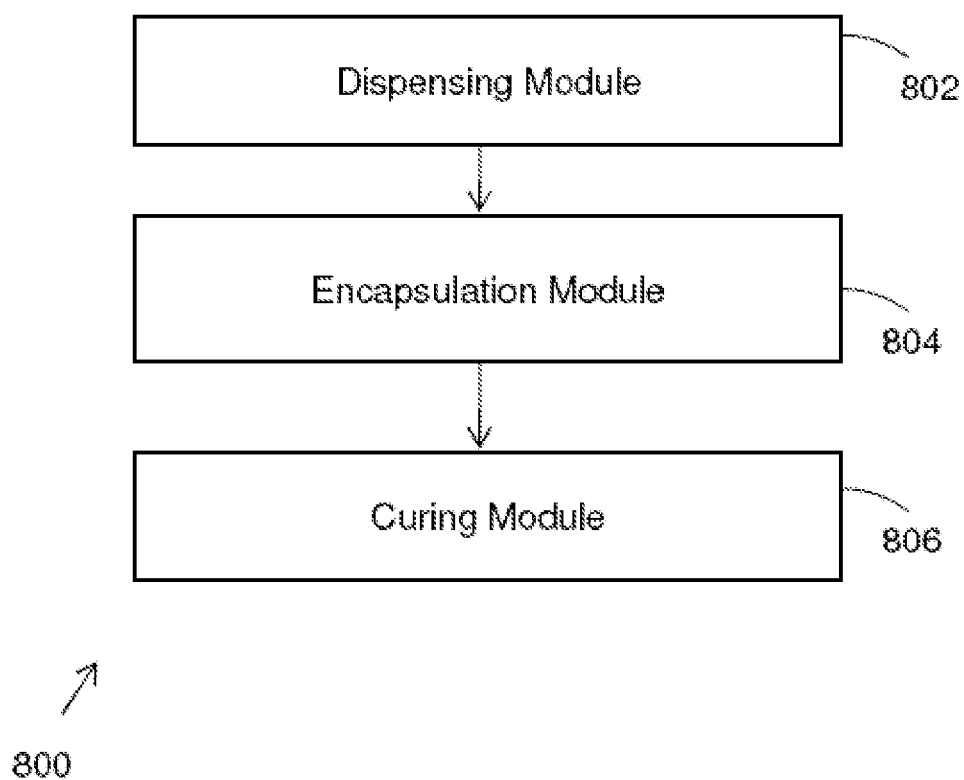 Dispensing Module
802
Encapsulation Module
804
Curing Module
806
800